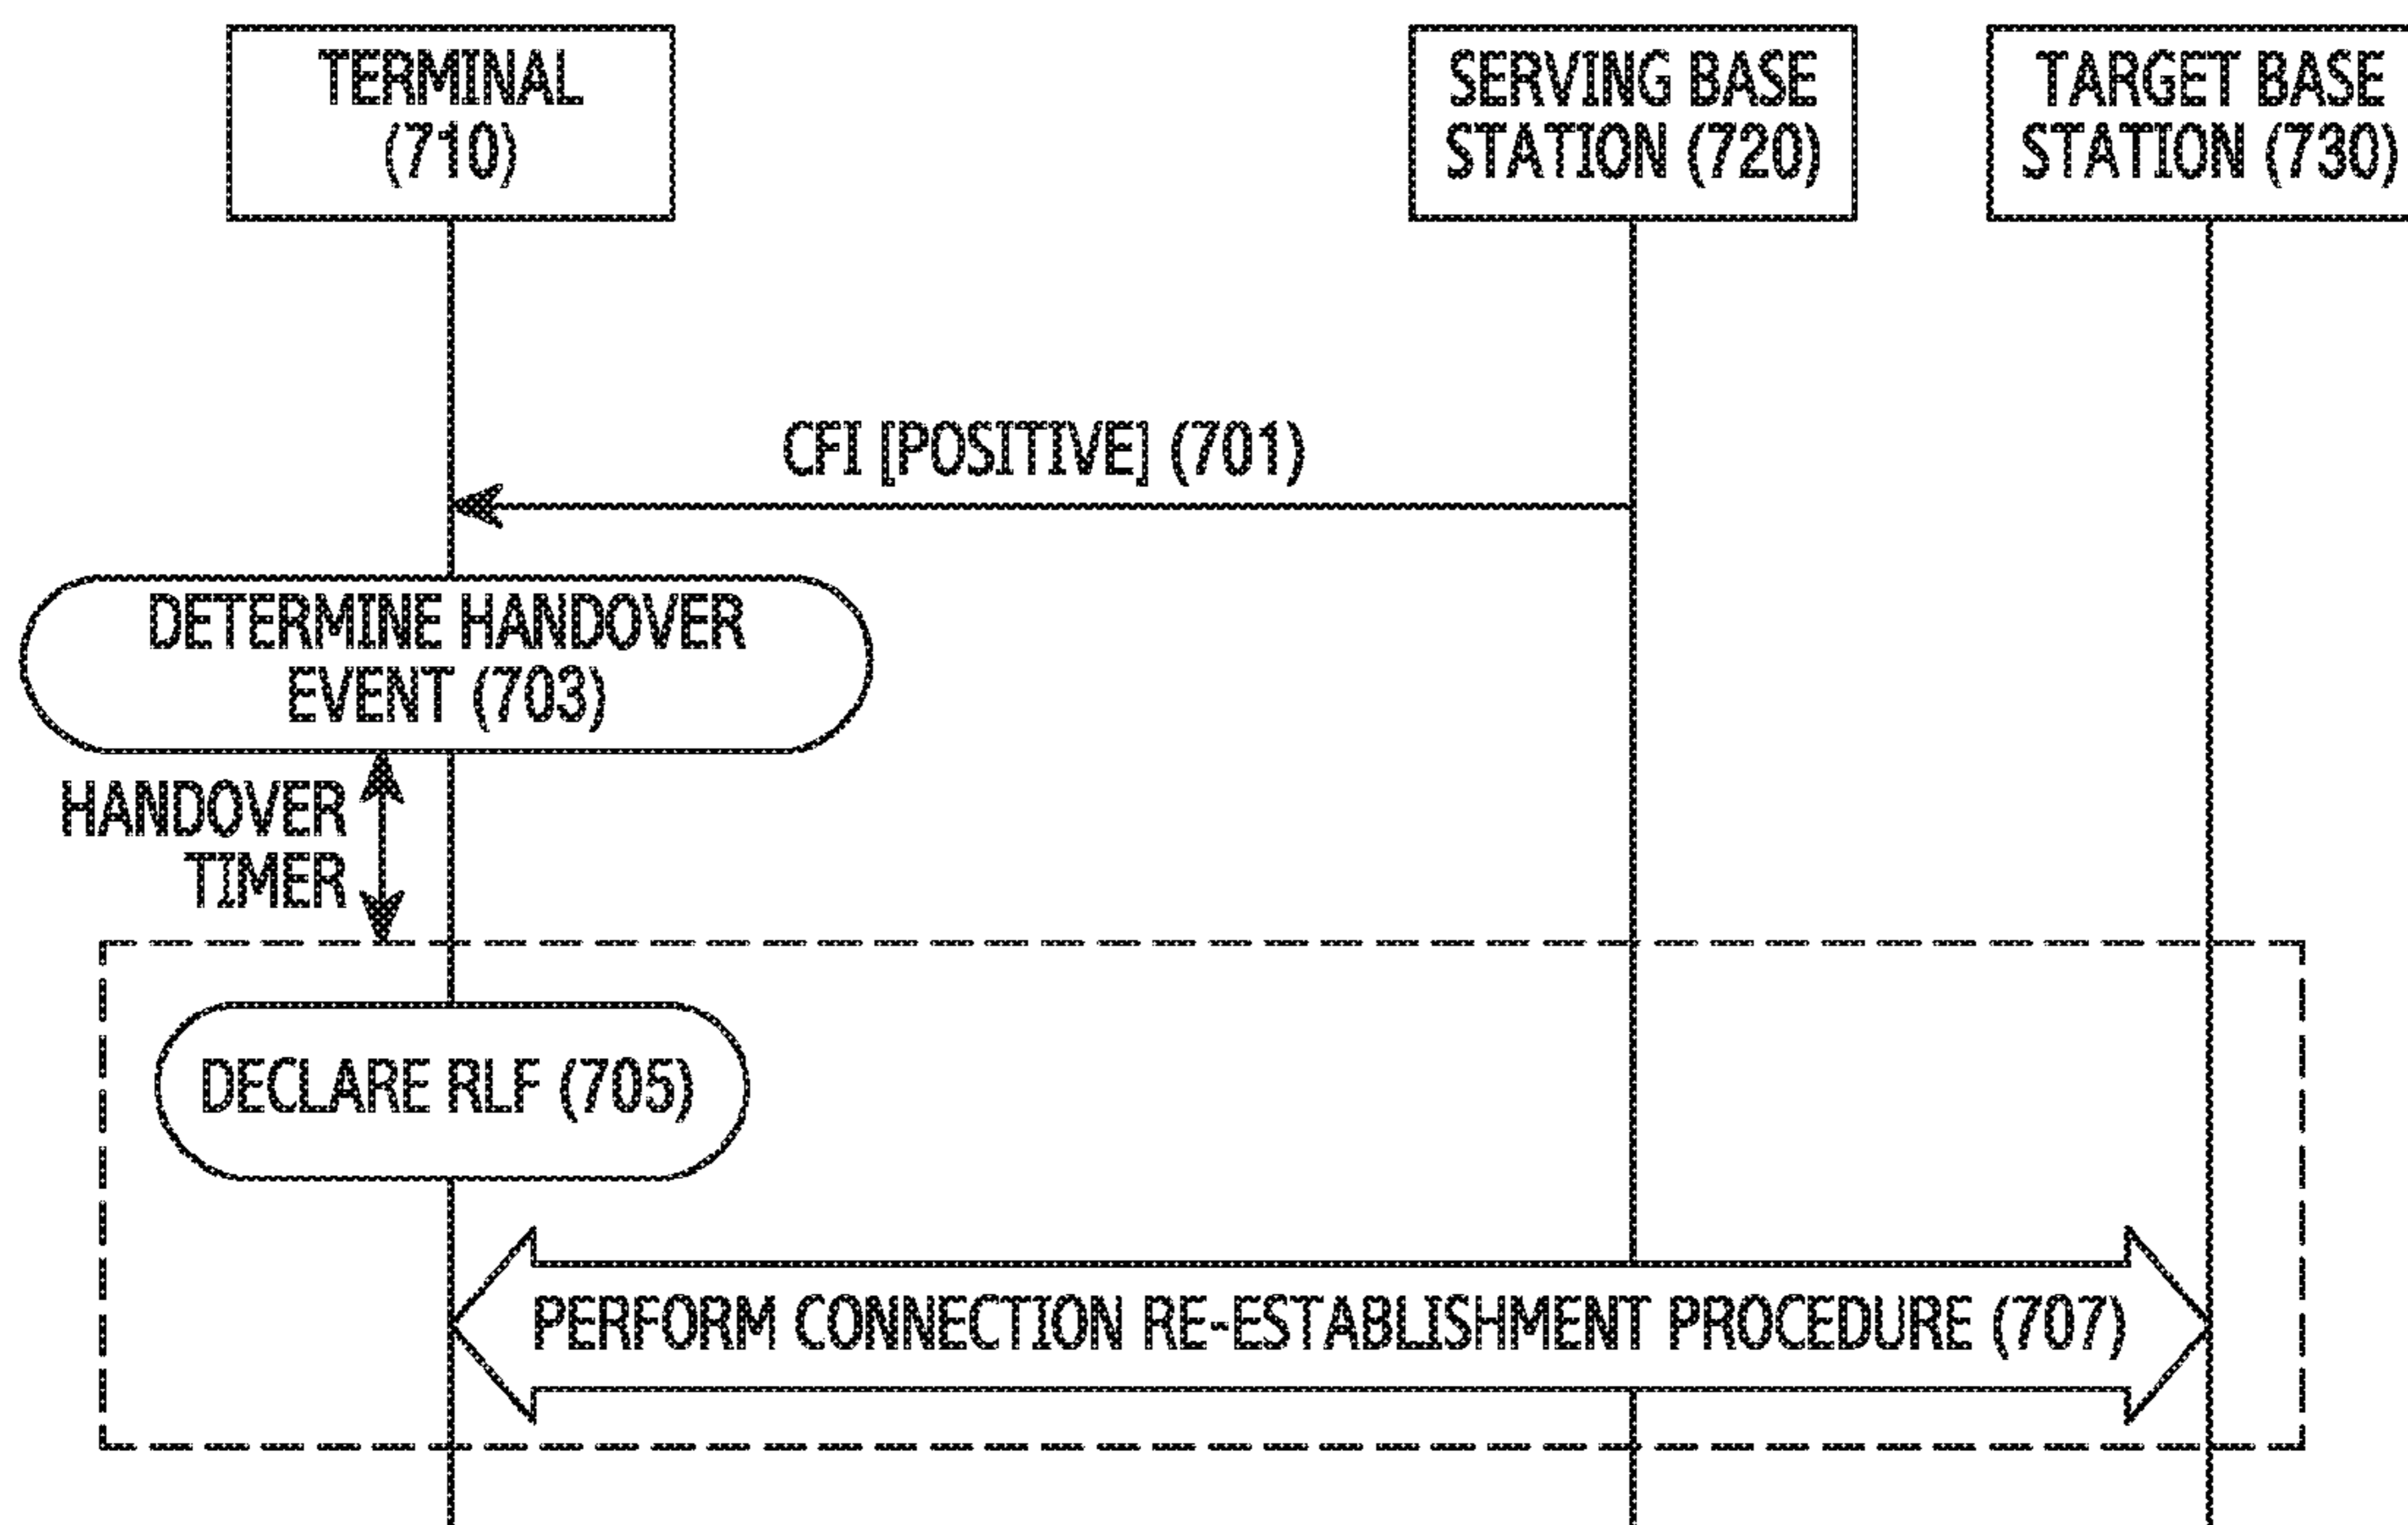 TERMINAL
(710)
SERVING BASE
STATION (720)
TARGET BASE
STATION (730)
CFI [POSITIVE] (701)
DETERMINE HANDOVER
EVENT (703)
HANDOVER
TIMER
DECLARE RLF (705)
PERFORM CONNECTION RE-ESTABLISHMENT PROCEDURE (707)